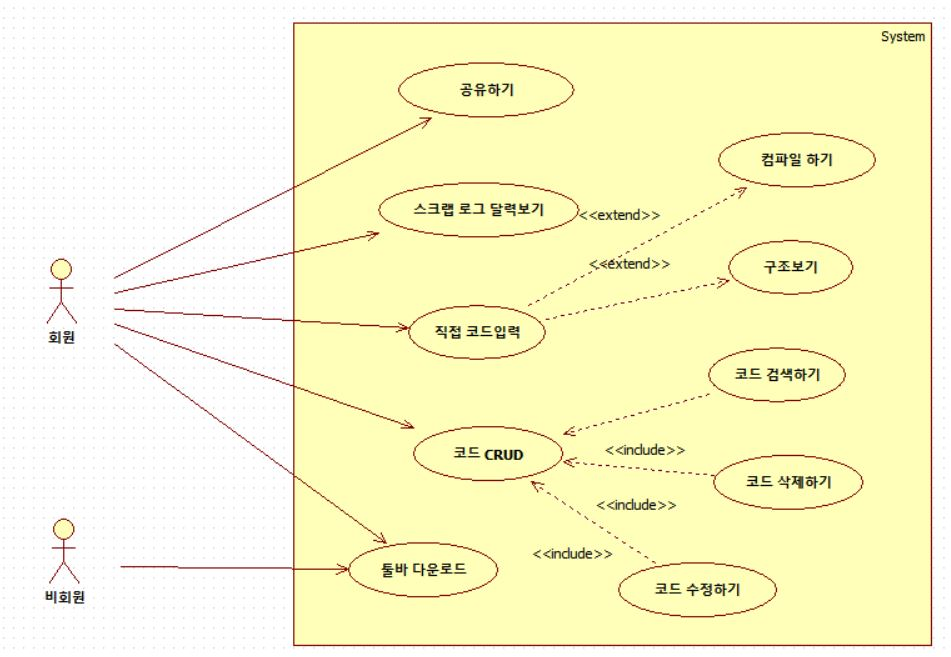 System
공유하기
컴파일 하기
스크랩 로그 달력보기
<<extend>>
<<extend>>
구조보기
회원
직접 코드입력
코드 검색하기
코드 CRUD
<<include>>
코드 삭제하기
<<include>>
<<include>>
툴바 다운로드
코드 수정하기
비회원